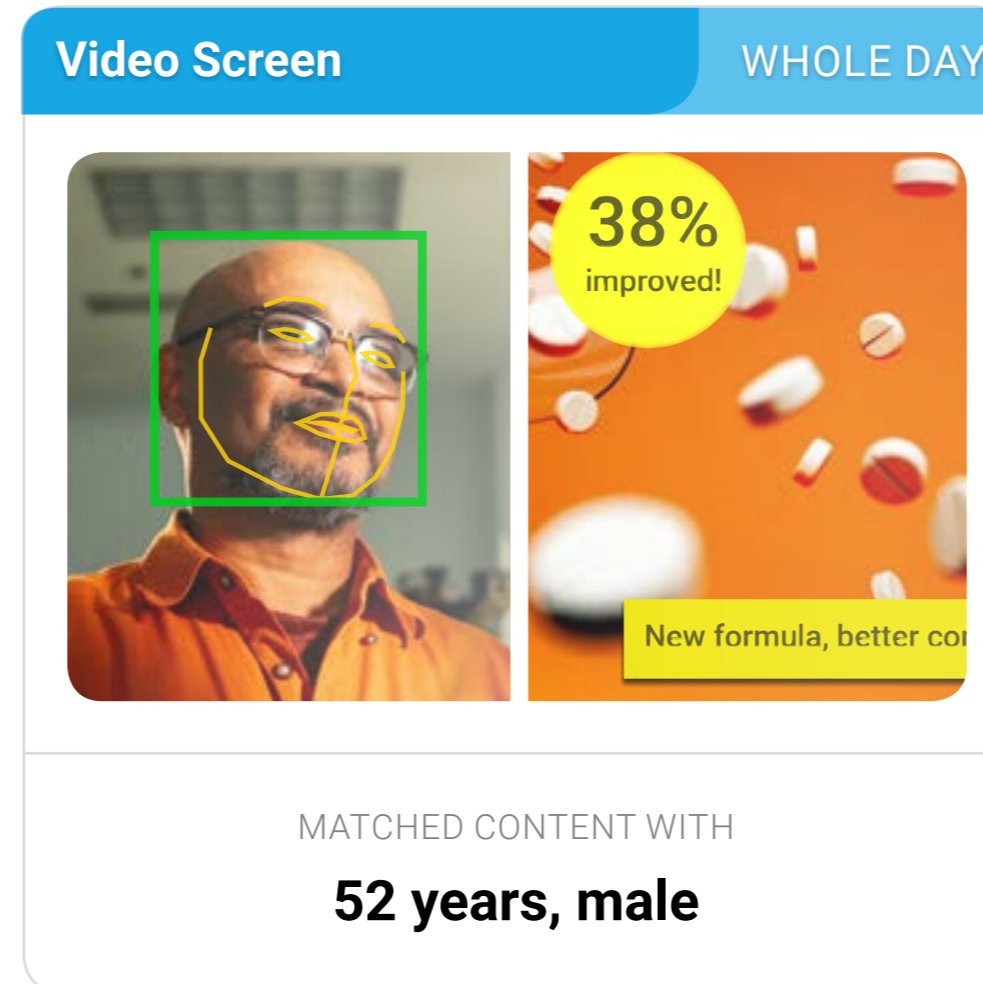 Video Screen
WHOLE DAY
38%
improved!
New formula, better
MATCHED CONTENT WITH
52 years, male